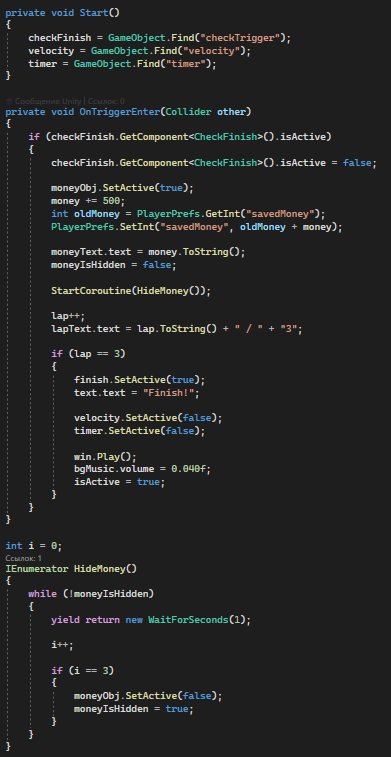 private void Start()
{
checkFinish = GameObject.Find("checkTrigger");
velocity = GameObject.Find("velocity");
timer = GameObject.Find("timer");
}
Сообщение Unity | Ссылок: 0
private void OnTriggerEnter(Collider other)
{
if (checkFinish.GetComponent<CheckFinish>().isActive)
{
checkFinish.GetComponent<CheckFinish>().isActive = false;
moneyObj.SetActive(true);
money += 500;
int oldMoney = PlayerPrefs.GetInt("savedMoney");
PlayerPrefs.SetInt("savedMoney", oldMoney + money);
moneyText.text = money.ToString();
moneyIsHidden = false;
StartCoroutine(HideMoney());
lap++;
lapText.text = lap.ToString() + " / " + "3";
if (lap == 3)
{
finish.SetActive(true);
text.text = "Finish!";
velocity.SetActive(false);
timer.SetActive(false);
win.Play();
bgMusic.volume = 0.040f;
isActive = true;
}
}
}
int i = 0;
Ссылок: 1
IEnumerator HideMoney()
{
while (!moneyIsHidden)
{
yield return new WaitForSeconds(1);
i++;
if (i == 3)
{
moneyObj.SetActive(false);
moneyIsHidden = true;
}
}
}